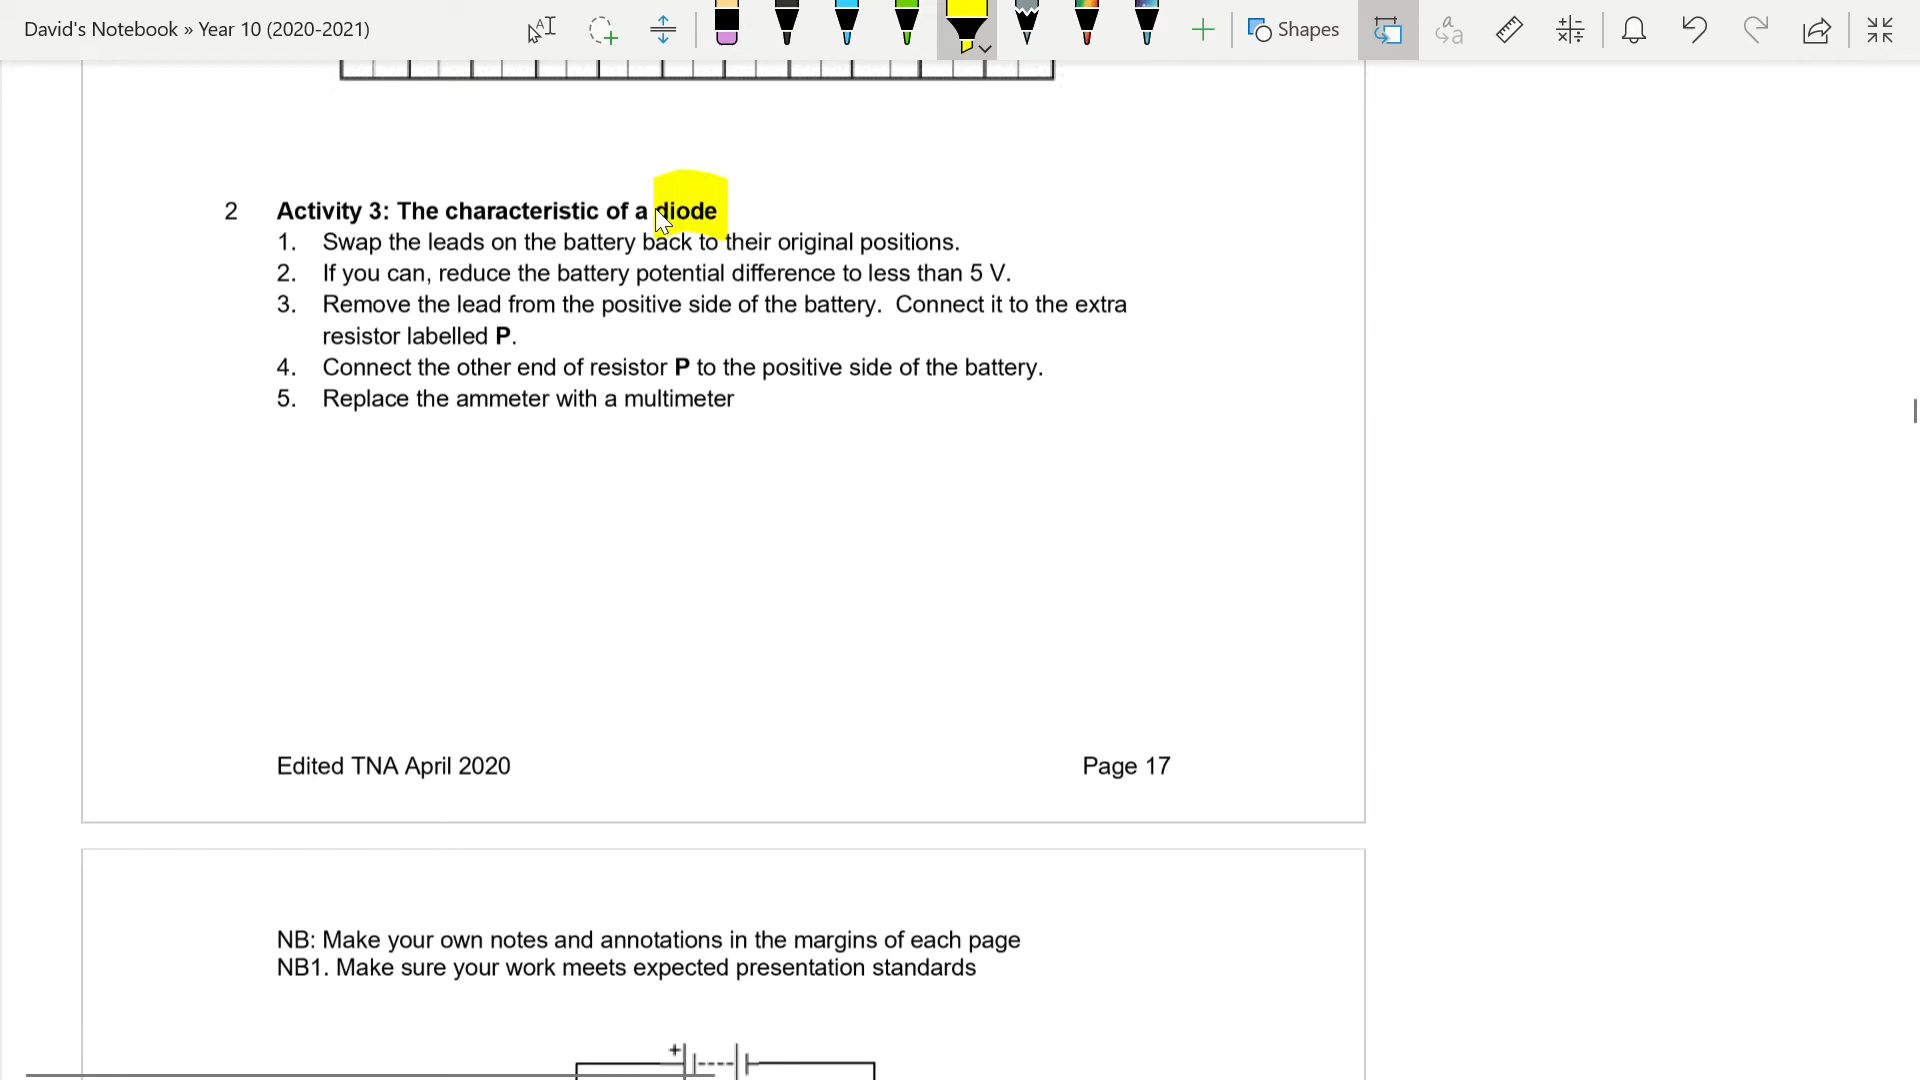 David's Notebook » Year 10 (2020-2021)
Shapes
2 Activity 3: The characteristic of a diode
1. Swap the leads on the battery back to their original positions.
2. If you can, reduce the battery potential difference to less than 5 V.
3. Remove the lead from the positive side of the battery. Connect it to the extra
resistor labelled P.
4. Connect the other end of resistor P to the positive side of the battery.
5. Replace the ammeter with a multimeter
Edited TNA April 2020 Page 17
NB: Make your own notes and annotations in the margins of each page
NB1. Make sure your work meets expected presentation standards
+